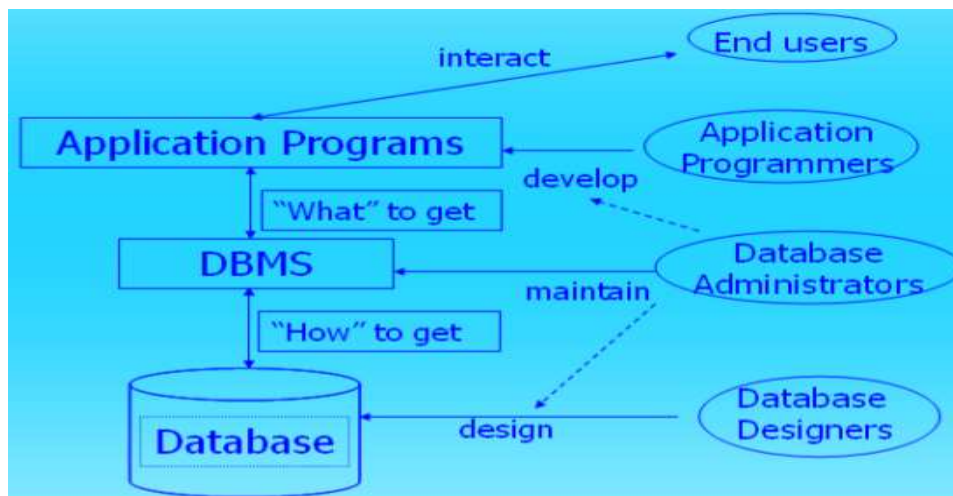 End users
interact
Application Programs
Application
Programmers
develop
“What” to get
DBMS
Database
Administrators
maintain
“How” to get
Database
Database
Designers
design